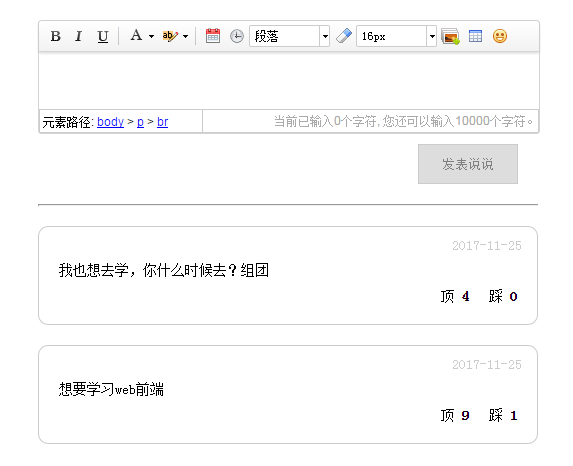 B I U A ab 段落 16px
元素路径: body > p > br 当前已输入0个字符,您还可以输入10000个字符。
发表说说
2017-11-25
我也想去学，你什么时候去？组团
顶 4 踩 0
2017-11-25
想要学习web前端
顶 9 踩 1